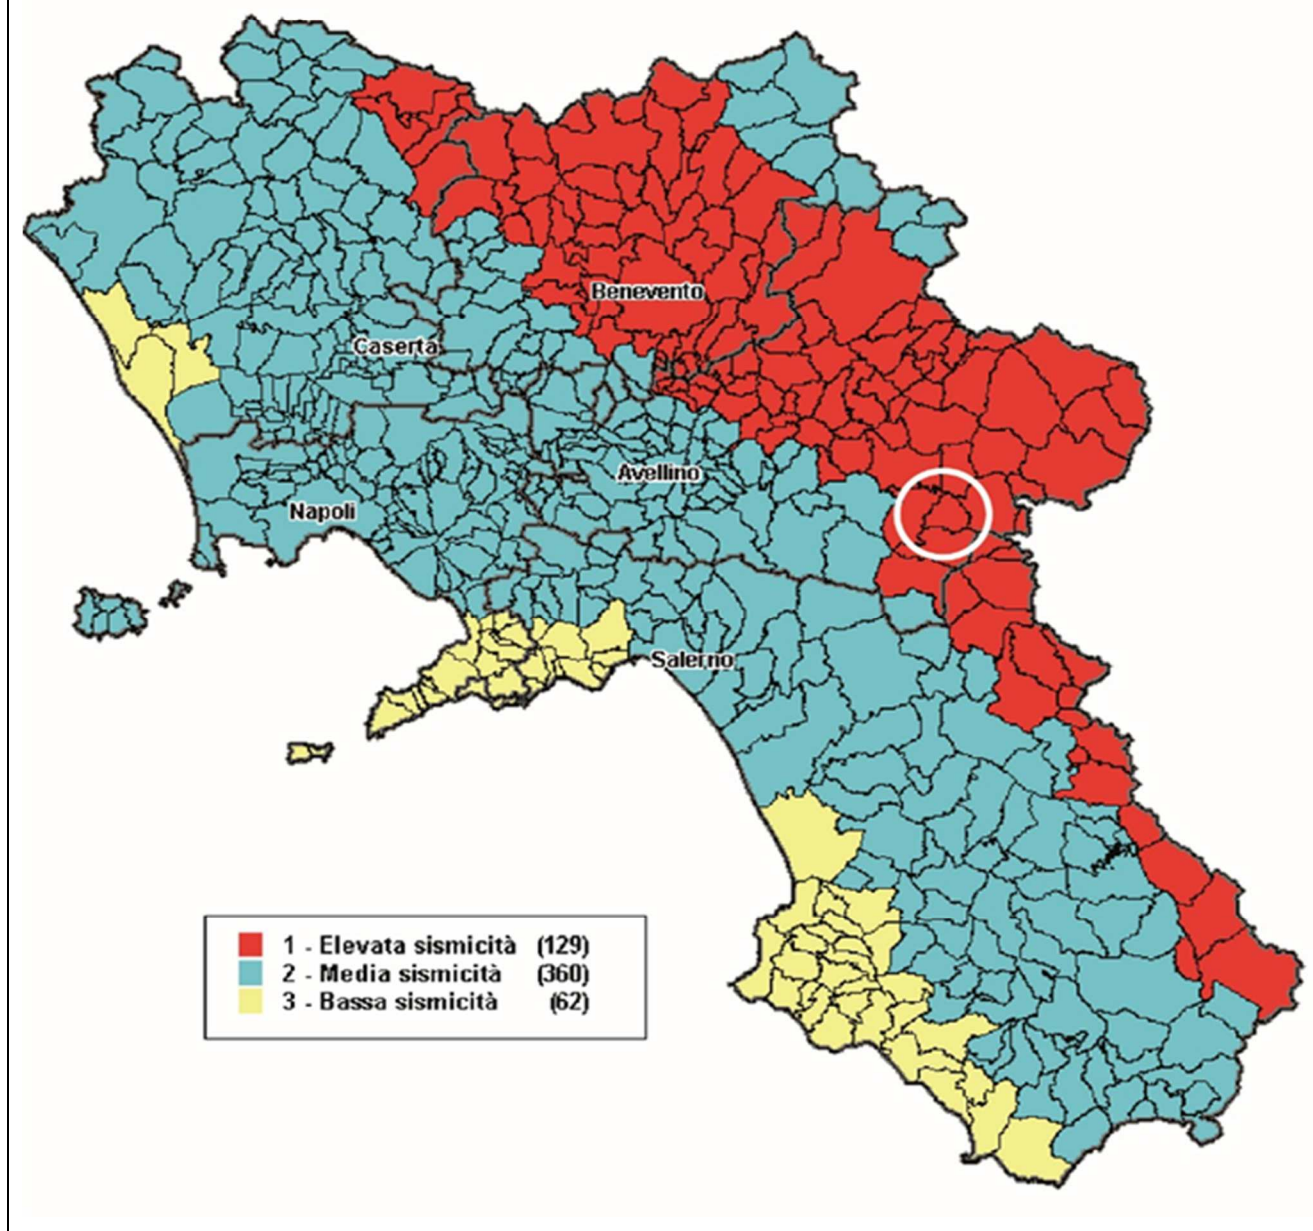 Benevento
Caserta
Avellino
Napoli
Salerno
1 - Elevata sismicità (129)
2 - Media sismicità (360)
3 - Bassa sismicità (62)